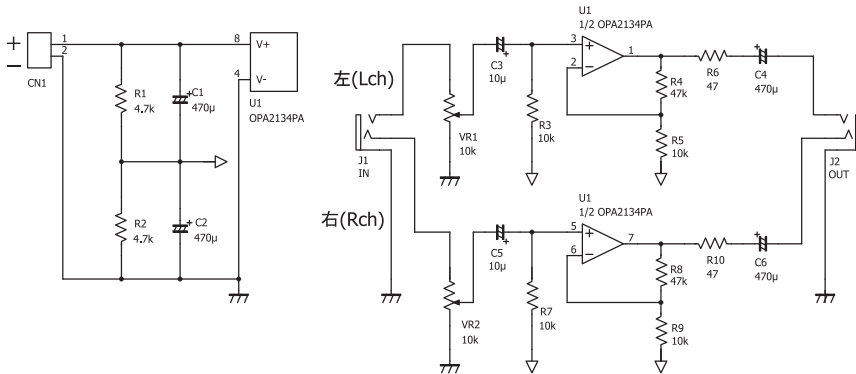 +
−
1
2
CN1
R1
4.7k
C1
470µ
+
8
V+
4
V-
U1
OPA2134PA
R2
4.7k
C2
470µ
+
左(Lch)
J1
IN
VR1
10k
C3
10µ
+
R3
10k
U1
1/2 OPA2134PA
3
2
1
+
−
R4
47k
R5
10k
R6
47
C4
470µ
+
J2
OUT
右(Rch)
VR2
10k
C5
10µ
+
R7
10k
U1
1/2 OPA2134PA
5
6
7
+
−
R8
47k
R9
10k
R10
47
C6
470µ
+